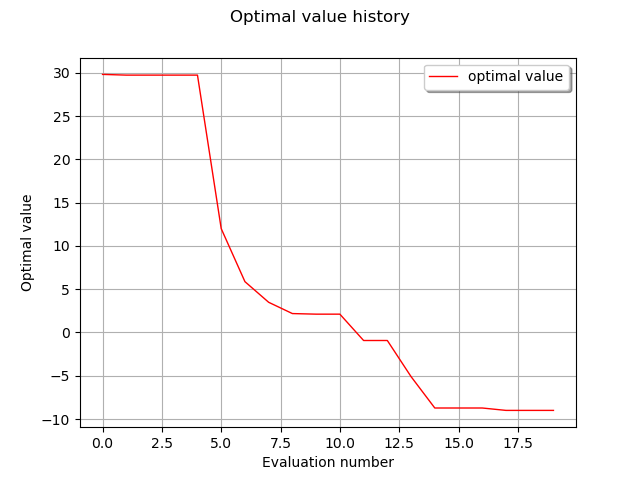 Optimal value history
optimal value
Optimal value
30
25
20
15
10
5
0
−5
−10
0.0 2.5 5.0 7.5 10.0 12.5 15.0 17.5
Evaluation number